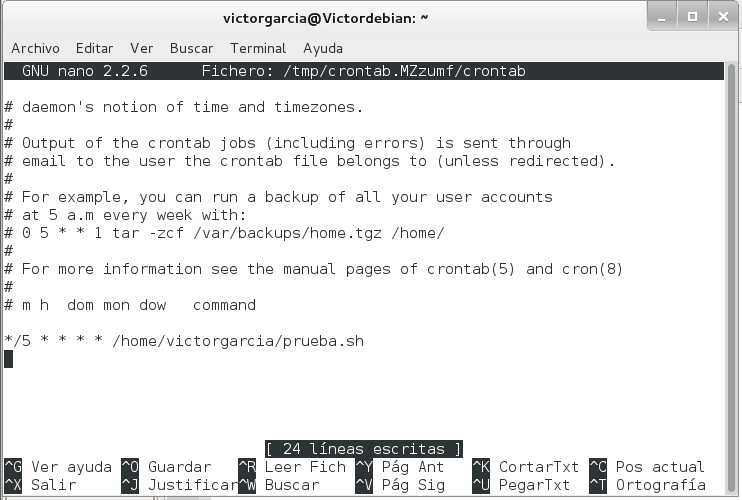 victorgarcia@Victordebian: ~
Archivo Editar Ver Buscar Terminal Ayuda
GNU nano 2.2.6 Fichero: /tmp/crontab.MZzumf/crontab
# daemon's notion of time and timezones.
#
# Output of the crontab jobs (including errors) is sent through
# email to the user the crontab file belongs to (unless redirected).
#
# For example, you can run a backup of all your user accounts
# at 5 a.m every week with:
# 0 5 * * 1 tar -zcf /var/backups/home.tgz /home/
#
# For more information see the manual pages of crontab(5) and cron(8)
#
# m h  dom mon dow   command
*/5 * * * * /home/victorgarcia/prueba.sh
[ 24 líneas escritas ]
^G Ver ayuda ^O Guardar ^R Leer Fich ^Y Pág Ant ^K CortarTxt ^C Pos actual
^X Salir ^J Justificar ^W Buscar ^V Pág Sig ^U PegarTxt ^T Ortografía